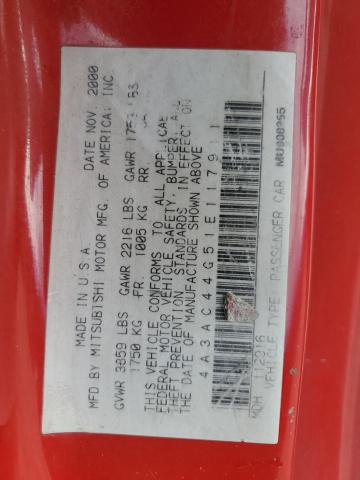 MADE IN U.S.A. DATE NOV. 2000
MFD BY MITSUBISHI MOTOR MFG. OF AMERICA, INC
GVWR 3859 LBS GAWR 2216 LBS GAWR
1750 KG FR. 1005 KG RR.
THIS VEHICLE CONFORMS TO ALL
FEDERAL MOTOR VEHICLE SAFETY, BUMPER,
THEFT PREVENTION STANDARDS IN EFFECT ON
THE DATE OF MANUFACTURE SHOWN ABOVE
VEHICLE TYPE: PASSENGER CAR
MDH